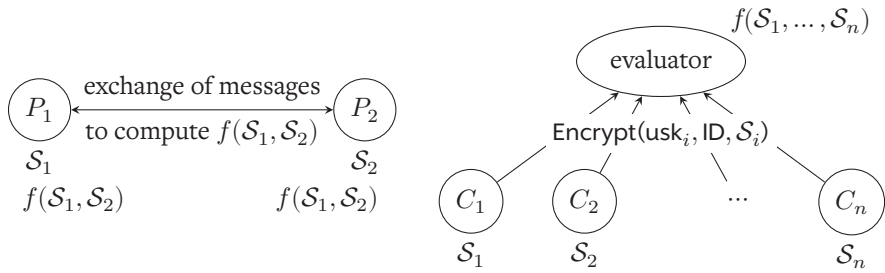 P₁
exchange of messages
to compute f(𝒮₁, 𝒮₂)
P₂
𝒮₁
𝒮₂
f(𝒮₁, 𝒮₂)
f(𝒮₁, 𝒮₂)
f(𝒮₁, … , 𝒮ₙ)
evaluator
Encrypt(uskᵢ, ID, 𝒮ᵢ)
C₁
C₂
...
Cₙ
𝒮₁
𝒮₂
𝒮ₙ